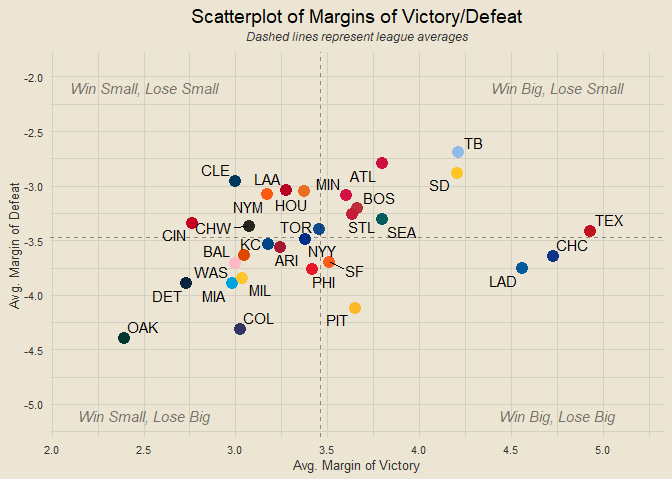 Scatterplot of Margins of Victory/Defeat
Dashed lines represent league averages
Avg. Margin of Defeat
-2.0
Win Small, Lose Small
Win Big, Lose Small
-2.5
TB
CLE
LAA
MIN
ATL
SD
-3.0
NYM
HOU
BOS
TEX
CIN
CHW
TOR
STL
SEA
-3.5
BAL
KC
NYY
CHC
WAS
ARI
SF
LAD
DET
MIA
MIL
PHI
-4.0
COL
PIT
OAK
-4.5
-5.0
Win Small, Lose Big
Win Big, Lose Big
2.0 2.5 3.0 3.5 4.0 4.5 5.0
Avg. Margin of Victory